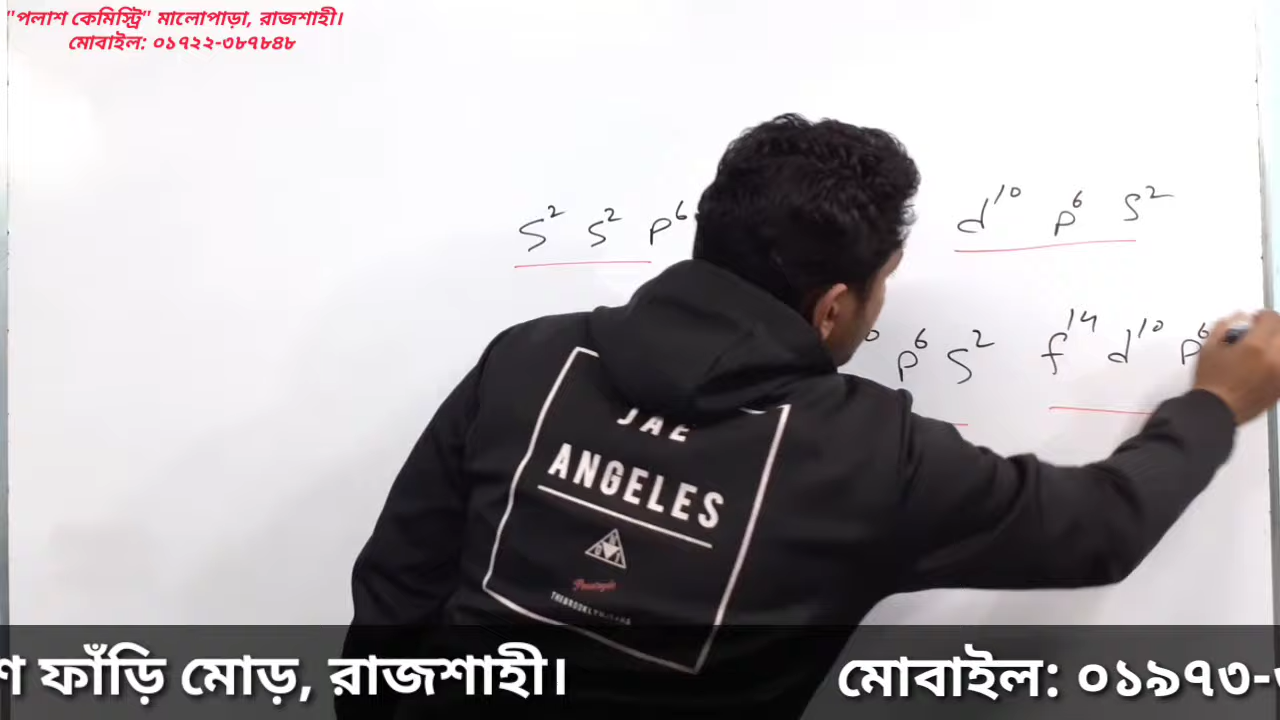 "পলাশ কেমিস্ট্রি" মালোপাড়া, রাজশাহী।
মোবাইল: ০১৭২২-৩৮৭৮৪৮
S² S² P⁶ d¹⁰ P⁶ S²
P⁶ S² f¹⁴ d¹⁰ P⁶
ANGELES
ফাঁড়ি মোড়, রাজশাহী। মোবাইল: ০১৯৭৩-